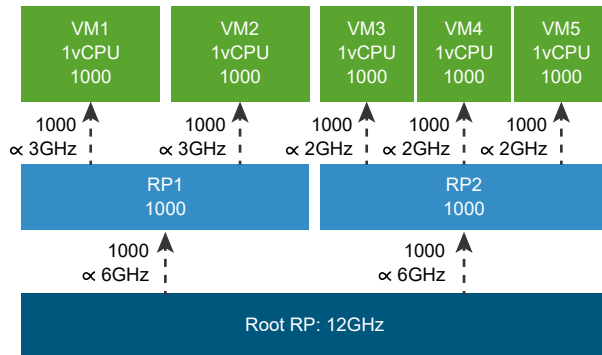 VM1
1vCPU
1000
VM2
1vCPU
1000
VM3
1vCPU
1000
VM4
1vCPU
1000
VM5
1vCPU
1000
1000
∝ 3GHz
1000
∝ 3GHz
1000
∝ 2GHz
1000
∝ 2GHz
1000
∝ 2GHz
RP1
1000
RP2
1000
1000
∝ 6GHz
1000
∝ 6GHz
Root RP: 12GHz